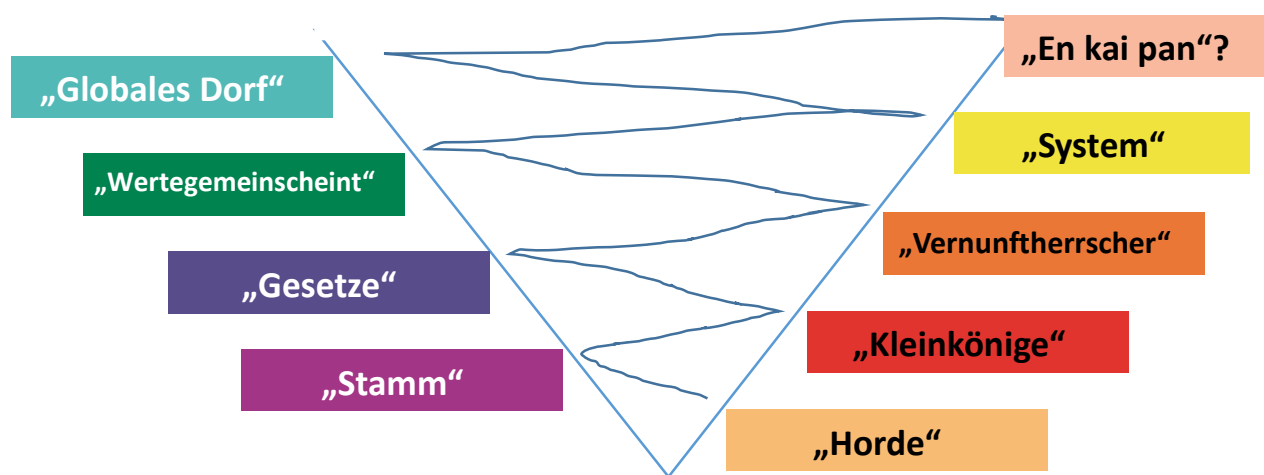 „En kai pan“?
„Globales Dorf“
„System“
„Wertegemeinscheint“
„Vernunftherrscher“
„Gesetze“
„Kleinkönige“
„Stamm“
„Horde“